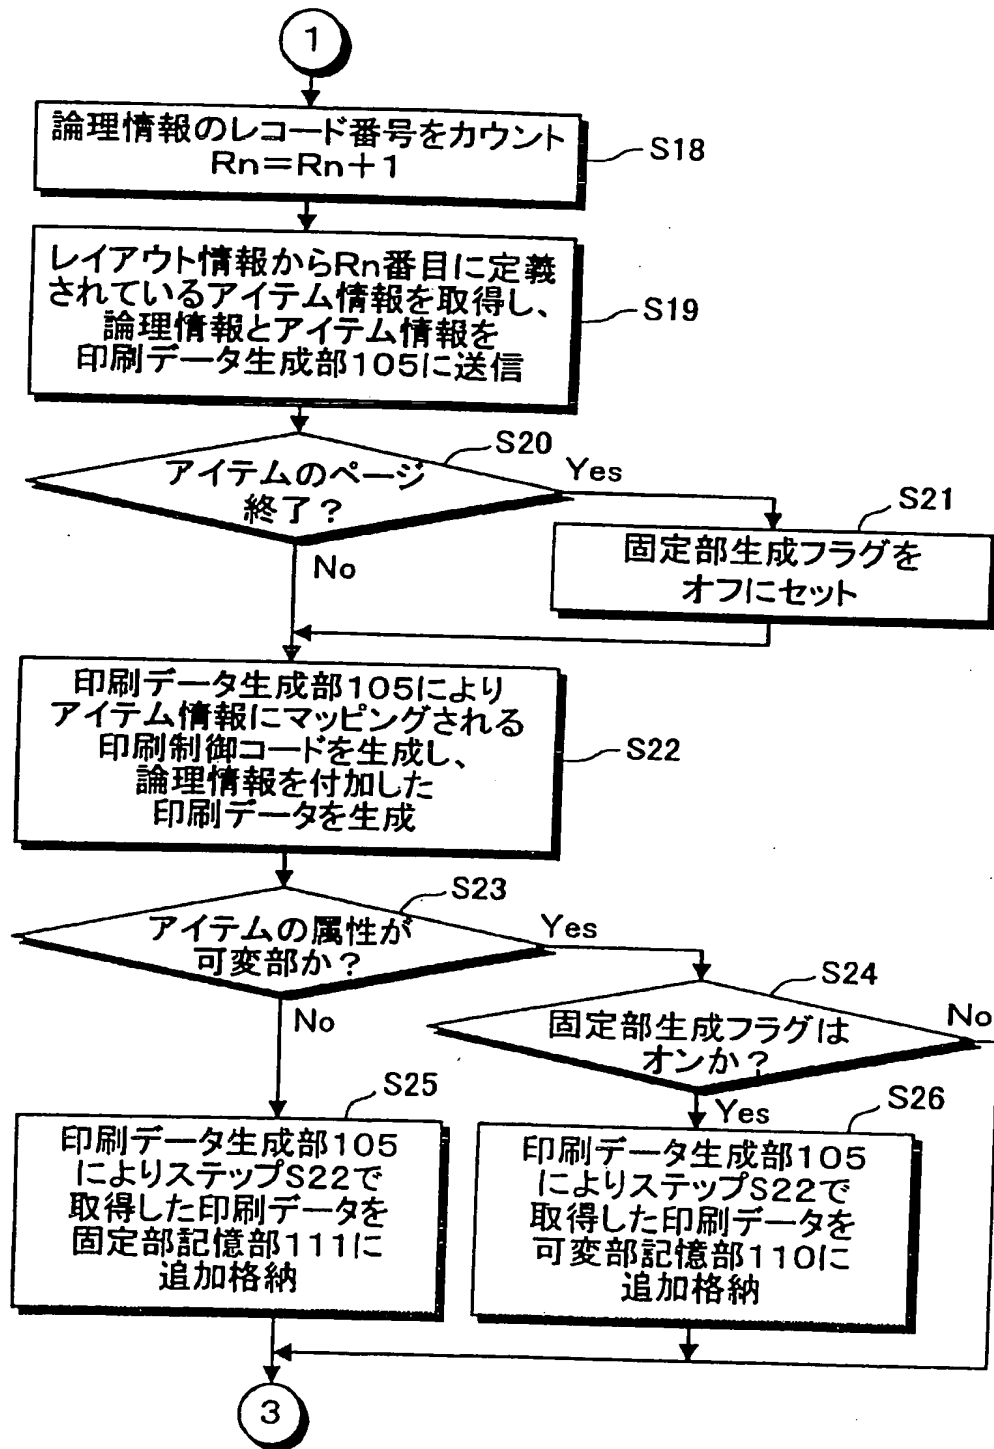 1
論理情報のレコード番号をカウント
Rn=Rn+1
S18
レイアウト情報からRn番目に定義
されているアイテム情報を取得し、
論理情報とアイテム情報を
印刷データ生成部105に送信
S19
アイテムのページ
終了?
S20
Yes
No
固定部生成フラグを
オフにセット
S21
印刷データ生成部105により
アイテム情報にマッピングされる
印刷制御コードを生成し、
論理情報を付加した
印刷データを生成
S22
アイテムの属性が
可変部か?
S23
Yes
No
固定部生成フラグは
オンか?
S24
No
Yes
印刷データ生成部105
によりステップS22で
取得した印刷データを
固定部記憶部111に
追加格納
S25
印刷データ生成部105
によりステップS22で
取得した印刷データを
可変部記憶部110に
追加格納
S26
3